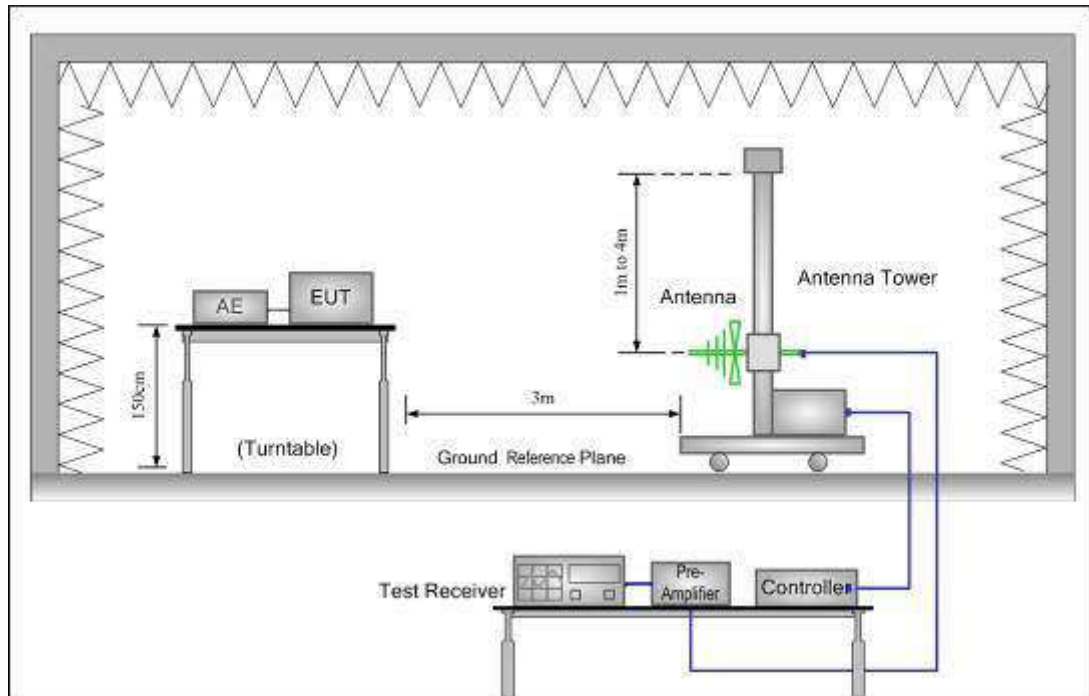 1m to 4m
Antenna Tower
Antenna
AE
EUT
150cm
3m
(Turntable)
Ground Reference Plane
Test Receiver
Pre-
Amplifier
Controller